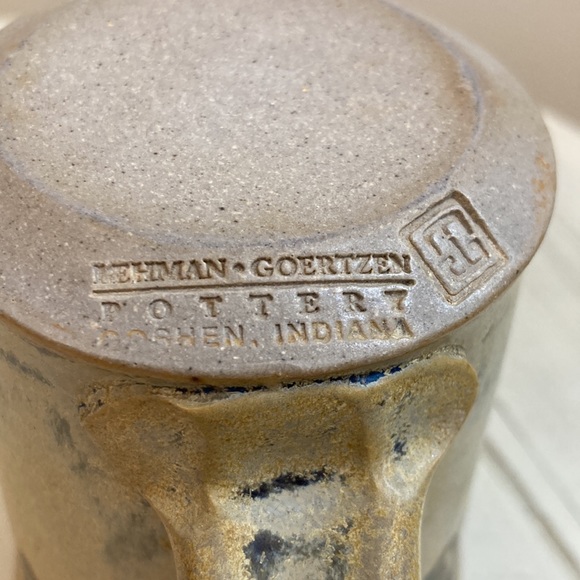 LEHMAN • GOERTZEN
POTTERY
GOSHEN, INDIANA